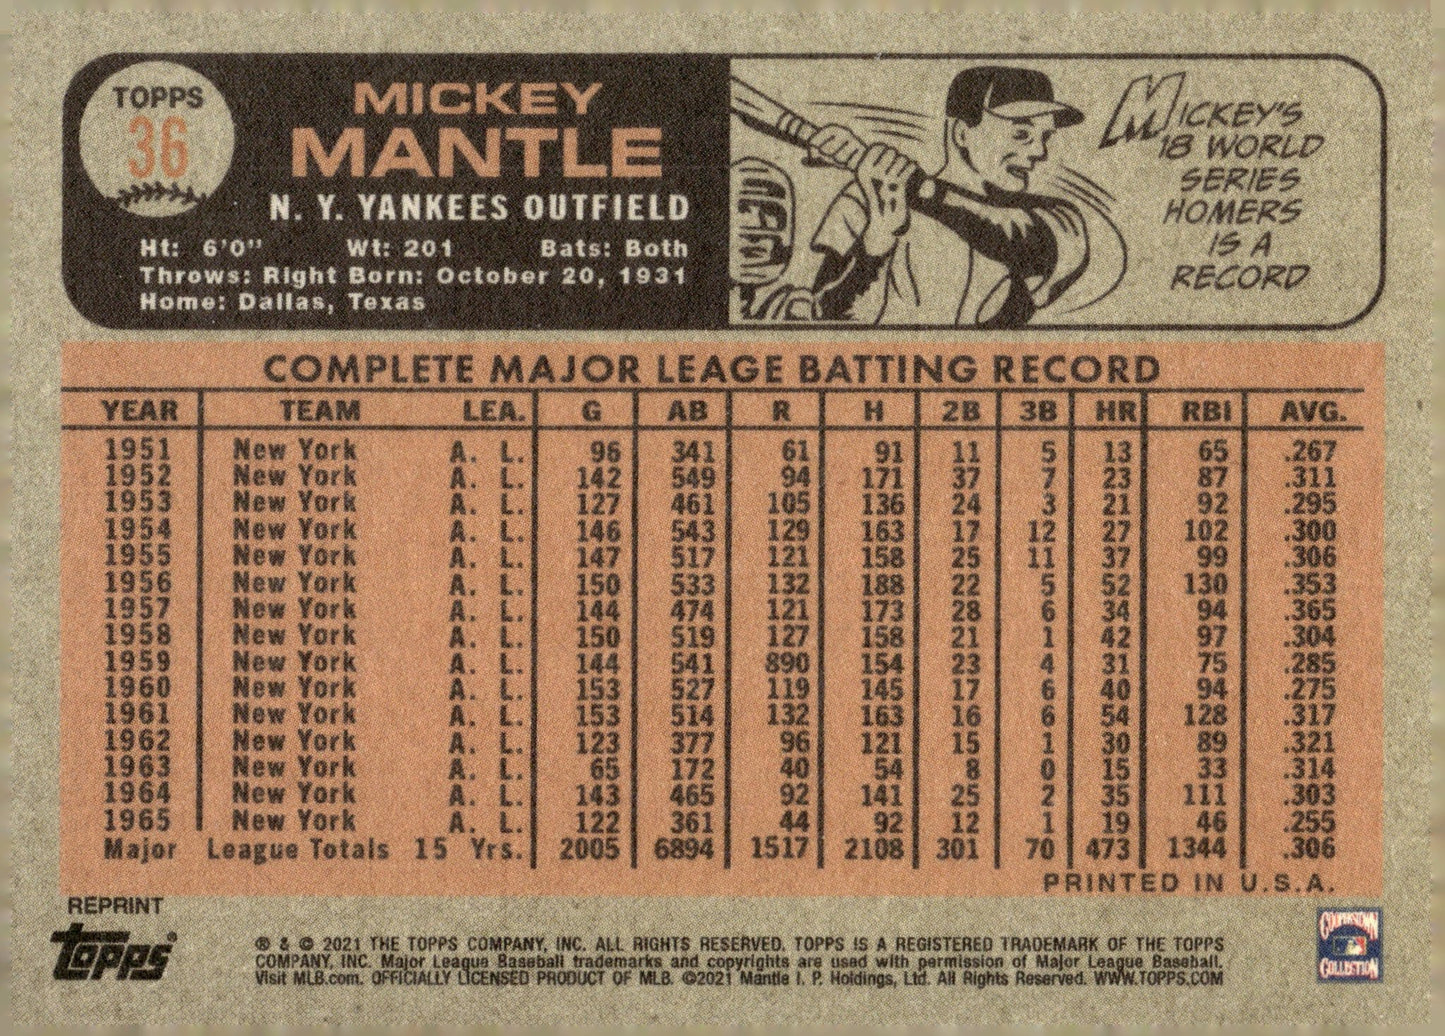 TOPPS
36
MICKEY
MANTLE
N. Y. YANKEES OUTFIELD
Ht: 6'0" Wt: 201 Bats: Both
Throws: Right Born: October 20, 1931
Home: Dallas, Texas
MICKEY'S
18 WORLD
SERIES
HOMERS
IS A
RECORD
COMPLETE MAJOR LEAGE BATTING RECORD
YEAR TEAM LEA. G AB R H 2B 3B HR RBI AVG.
1951 New York A. L. 96 341 61 91 11 5 13 65 .267
1952 New York A. L. 142 549 94 171 37 7 23 87 .311
1953 New York A. L. 127 461 105 136 24 3 21 92 .295
1954 New York A. L. 146 543 129 163 17 12 27 102 .300
1955 New York A. L. 147 517 121 158 25 11 37 99 .306
1956 New York A. L. 150 533 132 188 22 5 52 130 .353
1957 New York A. L. 144 474 121 173 28 6 34 94 .365
1958 New York A. L. 150 519 127 158 21 1 42 97 .304
1959 New York A. L. 144 541 890 154 23 4 31 75 .285
1960 New York A. L. 153 527 119 145 17 6 40 94 .275
1961 New York A. L. 153 514 132 163 16 6 54 128 .317
1962 New York A. L. 123 377 96 121 15 1 30 89 .321
1963 New York A. L. 65 172 40 54 8 0 15 33 .314
1964 New York A. L. 143 465 92 141 25 2 35 111 .303
1965 New York A. L. 122 361 44 92 12 1 19 46 .255
Major League Totals 15 Yrs. 2005 6894 1517 2108 301 70 473 1344 .306
PRINTED IN U.S.A.
REPRINT
topps®
® & © 2021 THE TOPPS COMPANY, INC. ALL RIGHTS RESERVED. TOPPS IS A REGISTERED TRADEMARK OF THE TOPPS
COMPANY, INC. Major League Baseball trademarks and copyrights are used with permission of Major League Baseball.
Visit MLB.com. OFFICIALLY LICENSED PRODUCT OF MLB. ©2021 Mantle I. P. Holdings, Ltd. All Rights Reserved. WWW.TOPPS.COM
COOPERSTOWN
COLLECTION